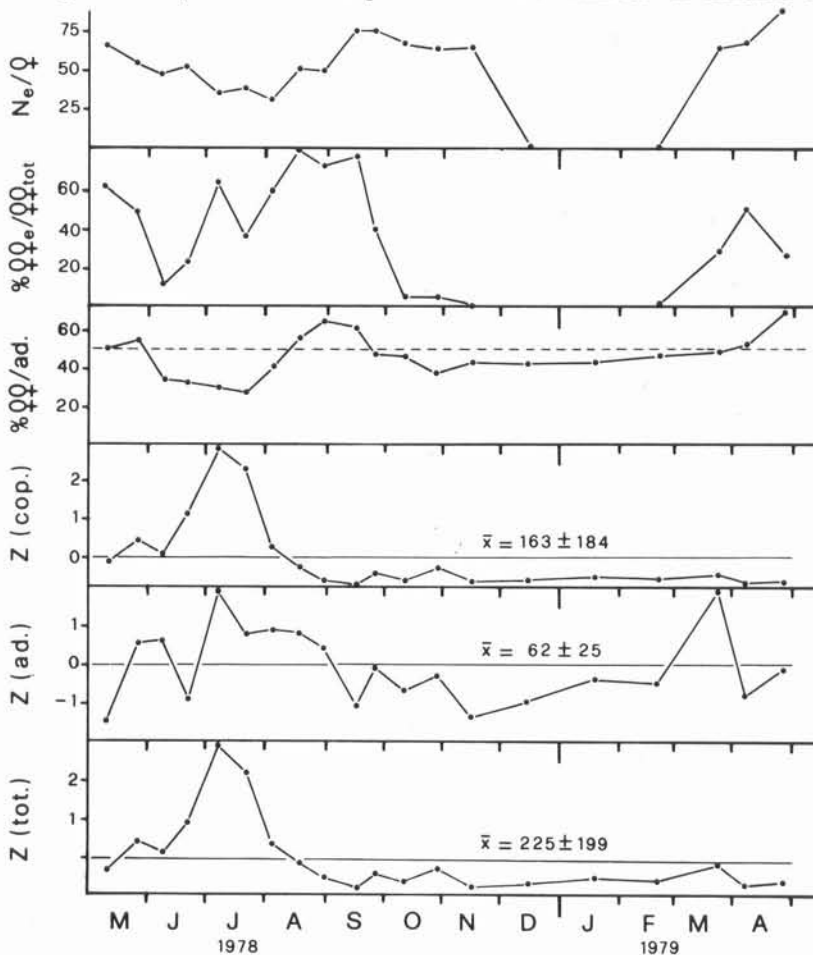 Ne/♀
75
50
25
%♀♀e/♀♀tot
60
40
20
%♀♀/ad.
60
40
20
Z (cop.)
2
1
0
x̄ = 163 ± 184
Z (ad.)
1
0
-1
x̄ = 62 ± 25
Z (tot.)
2
1
x̄ = 225 ± 199
M J J A S O N D J F M A
1978 1979